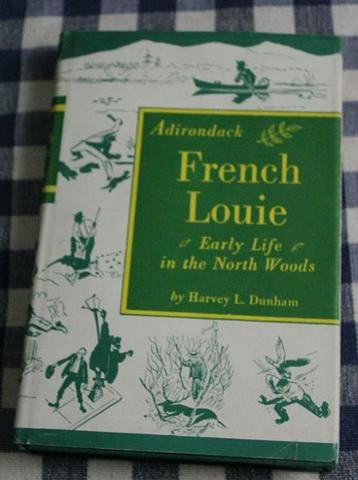 Adirondack
French
Louie
Early Life
in the North Woods
by Harvey L. Dunham